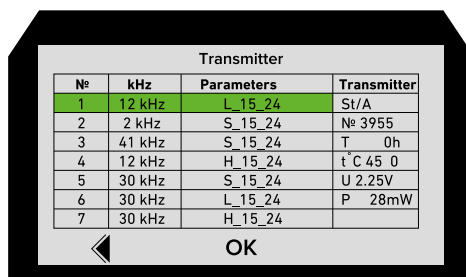 Transmitter
№ kHz Parameters Transmitter
1 12 kHz L_15_24 St/A
2 2 kHz S_15_24 № 3955
3 41 kHz S_15_24 T 0h
4 12 kHz H_15_24 t°C 45 0
5 30 kHz S_15_24 U 2.25V
6 30 kHz L_15_24 P 28mW
7 30 kHz H_15_24
OK